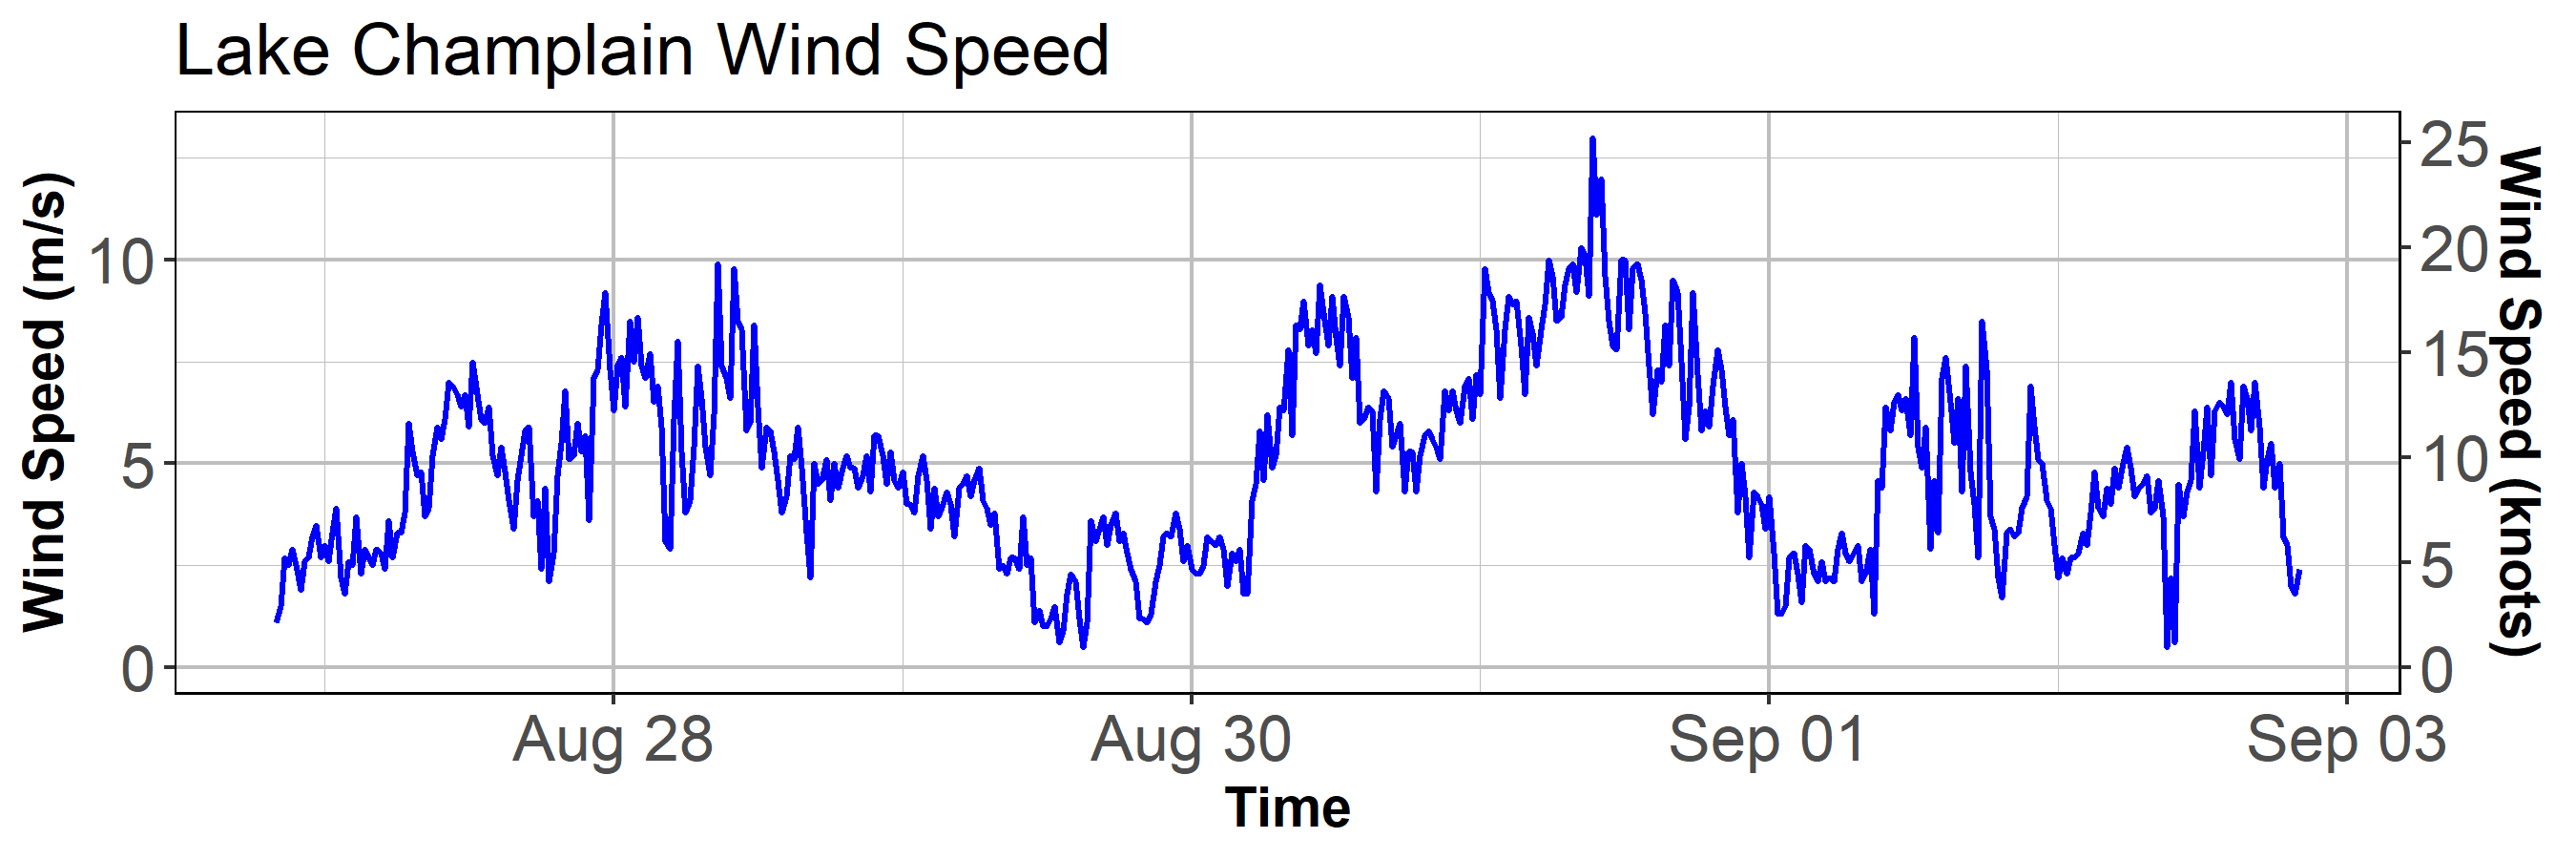 Lake Champlain Wind Speed
Wind Speed (m/s)
10
5
0
25
20
15
10
5
0
Wind Speed (knots)
Aug 28
Aug 30
Sep 01
Sep 03
Time